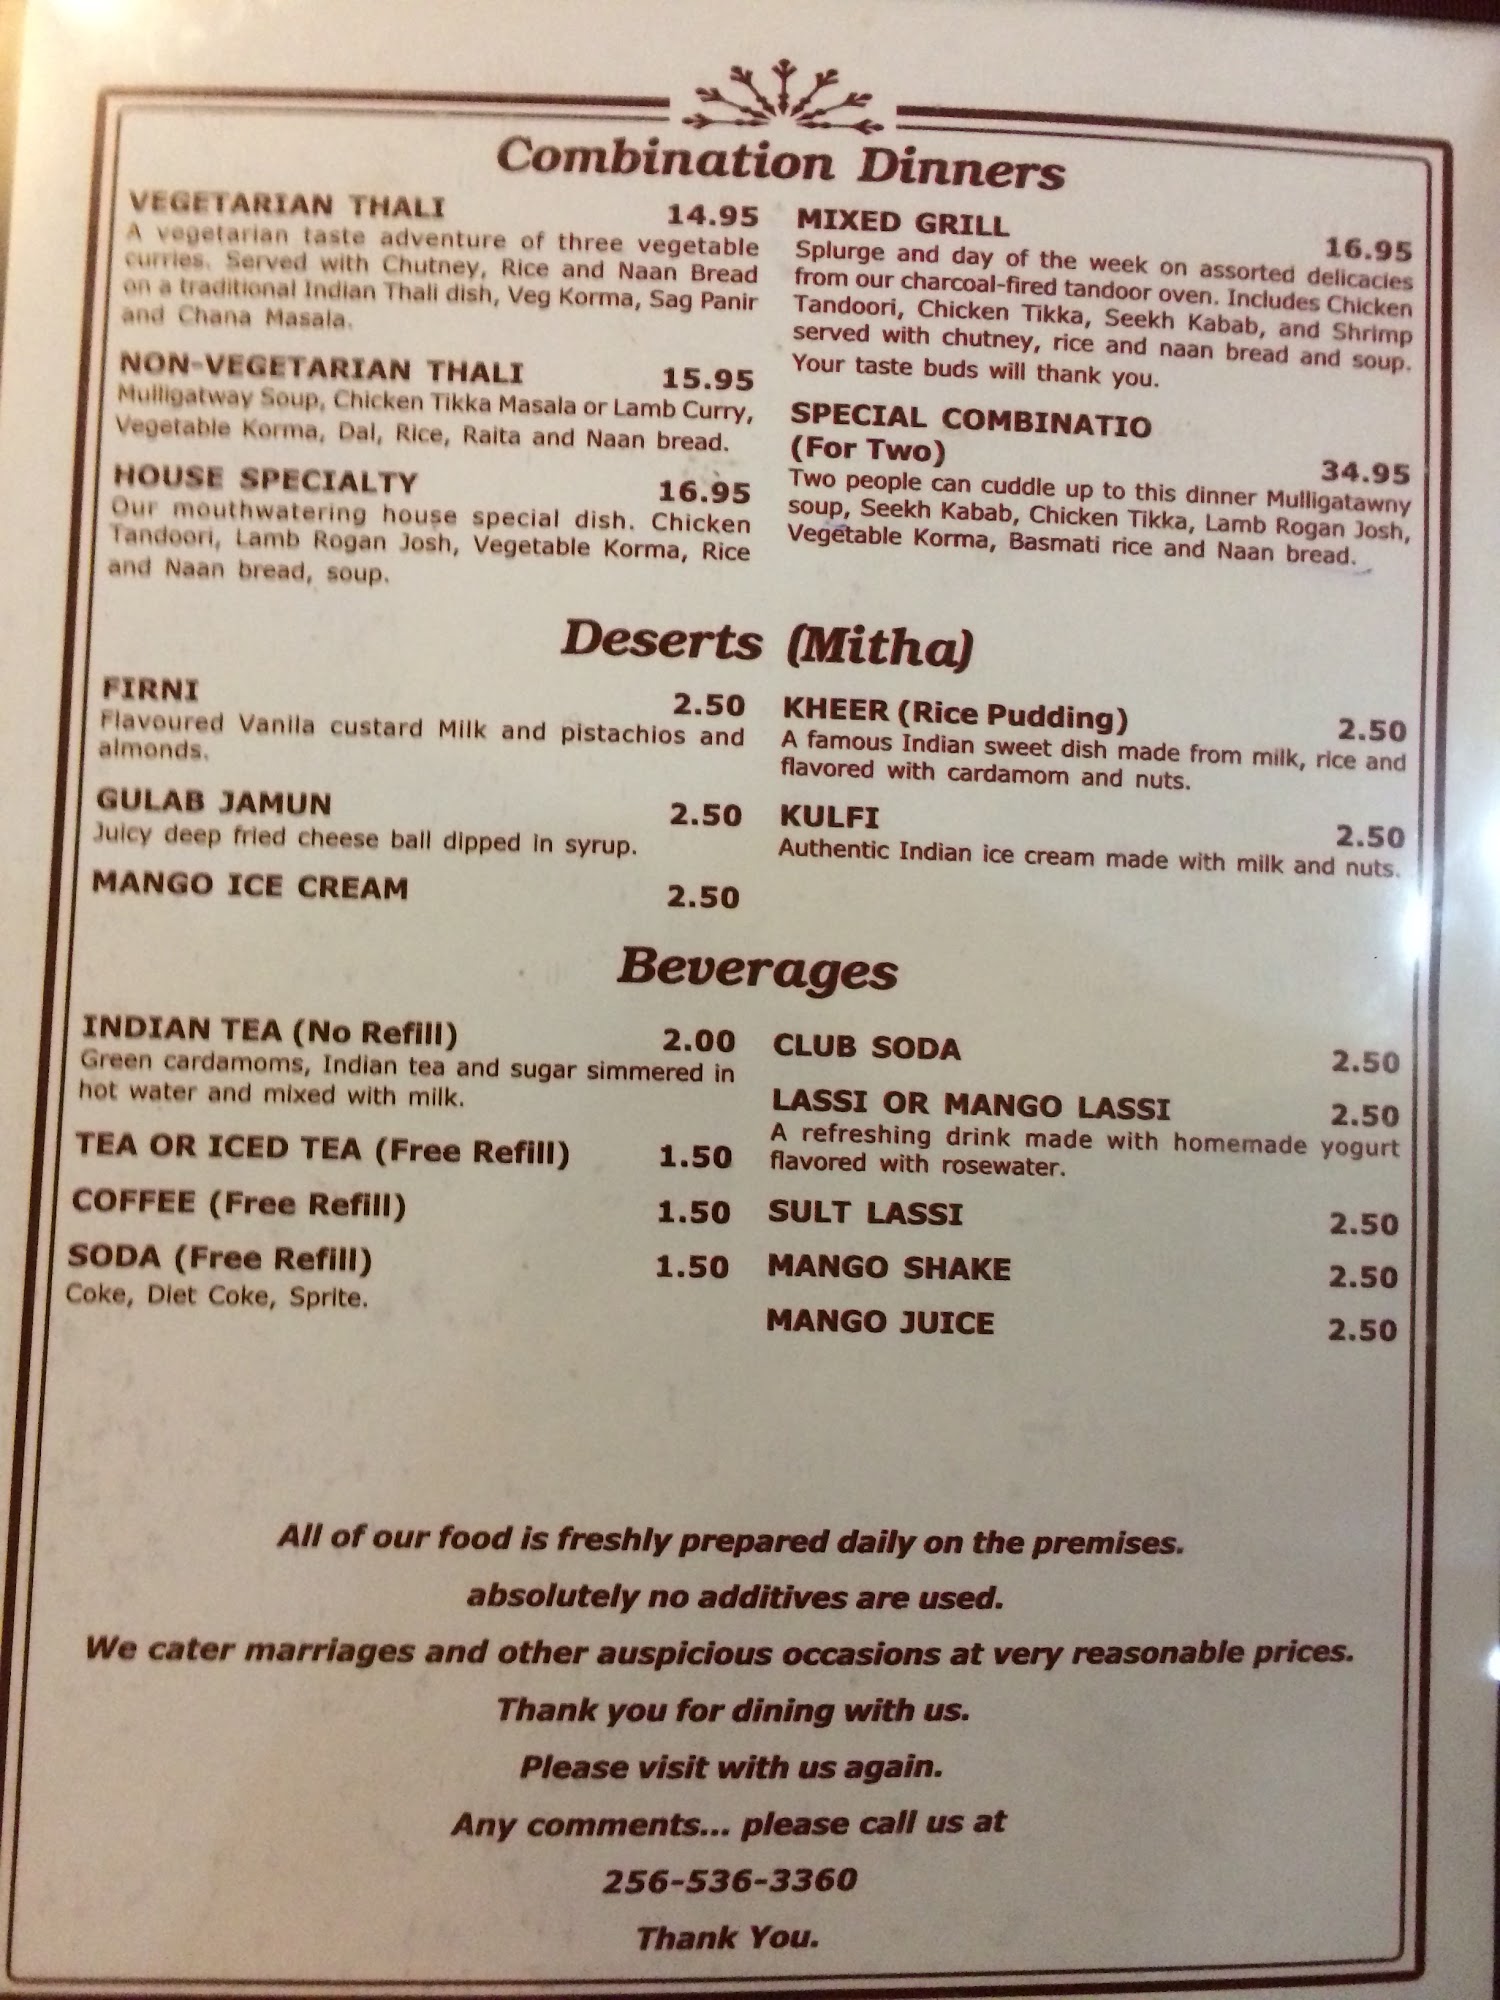 Combination Dinners
VEGETARIAN THALI 14.95
A vegetarian taste adventure of three vegetable
curries. Served with Chutney, Rice and Naan Bread
on a traditional Indian Thali dish, Veg Korma, Sag Panir
and Chana Masala.
NON-VEGETARIAN THALI 15.95
Mulligatway Soup, Chicken Tikka Masala or Lamb Curry,
Vegetable Korma, Dal, Rice, Raita and Naan bread.
HOUSE SPECIALTY 16.95
Our mouthwatering house special dish. Chicken
Tandoori, Lamb Rogan Josh, Vegetable Korma, Rice
and Naan bread, soup.
MIXED GRILL 16.95
Splurge and day of the week on assorted delicacies
from our charcoal-fired tandoor oven. Includes Chicken
Tandoori, Chicken Tikka, Seekh Kabab, and Shrimp
served with chutney, rice and naan bread and soup.
Your taste buds will thank you.
SPECIAL COMBINATIO
(For Two) 34.95
Two people can cuddle up to this dinner Mulligatawny
soup, Seekh Kabab, Chicken Tikka, Lamb Rogan Josh,
Vegetable Korma, Basmati rice and Naan bread.
Deserts (Mitha)
FIRNI 2.50
Flavoured Vanila custard Milk and pistachios and
almonds.
GULAB JAMUN 2.50
Juicy deep fried cheese ball dipped in syrup.
MANGO ICE CREAM 2.50
KHEER (Rice Pudding) 2.50
A famous Indian sweet dish made from milk, rice and
flavored with cardamom and nuts.
KULFI 2.50
Authentic Indian ice cream made with milk and nuts.
Beverages
INDIAN TEA (No Refill) 2.00
Green cardamoms, Indian tea and sugar simmered in
hot water and mixed with milk.
TEA OR ICED TEA (Free Refill) 1.50
COFFEE (Free Refill) 1.50
SODA (Free Refill) 1.50
Coke, Diet Coke, Sprite.
CLUB SODA 2.50
LASSI OR MANGO LASSI 2.50
A refreshing drink made with homemade yogurt
flavored with rosewater.
SULT LASSI 2.50
MANGO SHAKE 2.50
MANGO JUICE 2.50
All of our food is freshly prepared daily on the premises.
absolutely no additives are used.
We cater marriages and other auspicious occasions at very reasonable prices.
Thank you for dining with us.
Please visit with us again.
Any comments... please call us at
256-536-3360
Thank You.